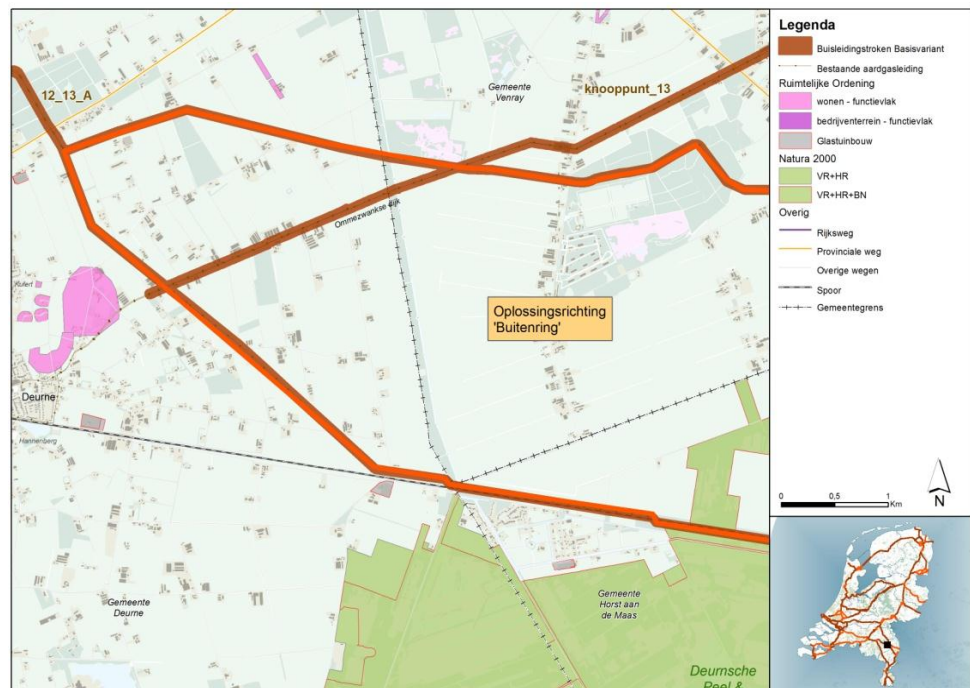 12_13_A
Gemeente
Venray
knooppunt_13
Ommezwankse dijk
Kulert
Oplossingsrichting
'Buitenring'
Deurne
Hannenberg
Gemeente
Deurne
Gemeente
Horst aan
de Maas
Deurnsche
Peel &
Legenda
Buisleidingstroken Basisvariant
Bestaande aardgasleiding
Ruimtelijke Ordening
wonen - functievlak
bedrijventerrein - functievlak
Glastuinbouw
Natura 2000
VR+HR
VR+HR+BN
Overig
Rijksweg
Provinciale weg
Overige wegen
Spoor
Gemeentegrens
0 0,5 1
Km
N